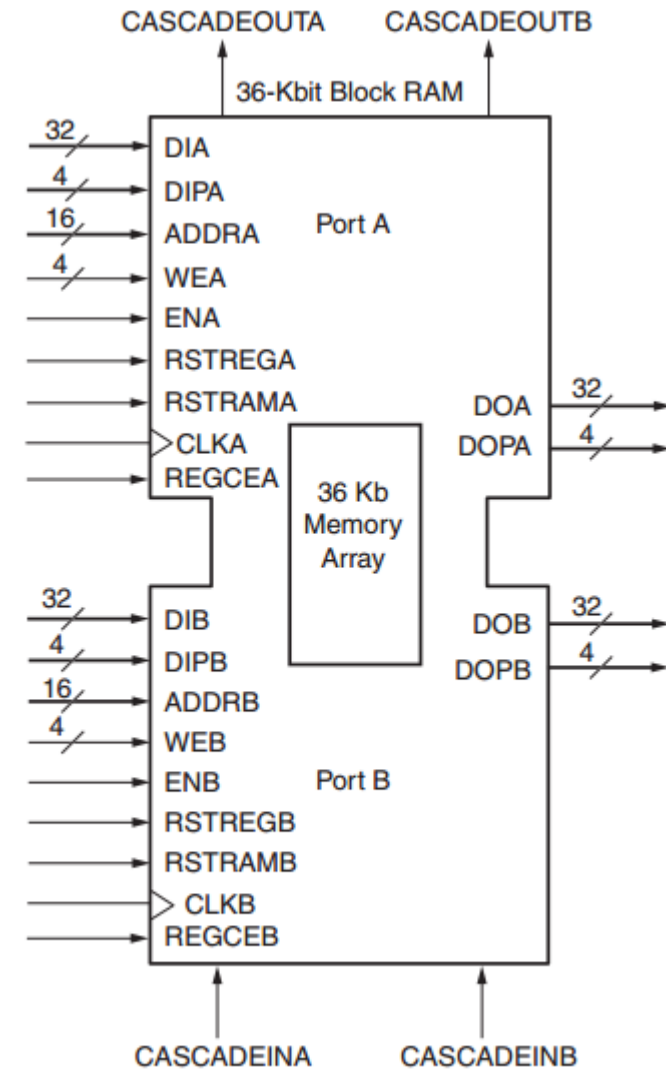 CASCADEOUTA CASCADEOUTB
36-Kbit Block RAM
32 DIA
4 DIPA
16 ADDRA Port A
4 WEA
ENA
RSTREGA
RSTRAMA
DOA 32
CLKA
DOPA 4
REGCEA
36 Kb
Memory
Array
32 DIB
DOB 32
4 DIPB
DOPB 4
16 ADDRB
4 WEB
ENB Port B
RSTREGB
RSTRAMB
CLKB
REGCEB
CASCADEINA CASCADEINB